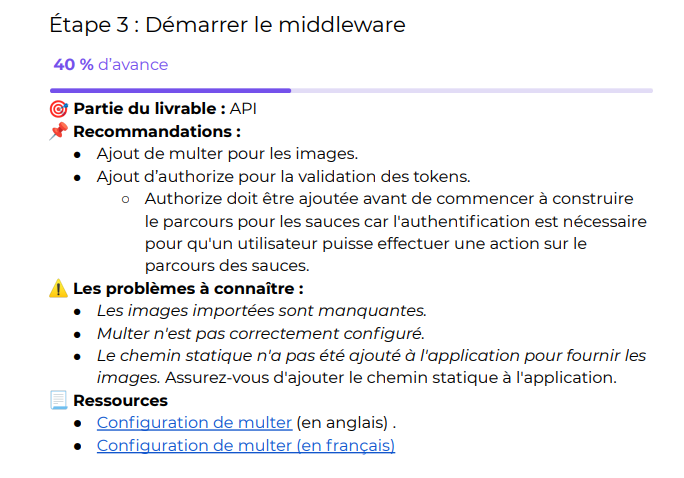 Étape 3 : Démarrer le middleware
40 % d’avance
🎯 Partie du livrable : API
📌 Recommandations :
● Ajout de multer pour les images.
● Ajout d’authorize pour la validation des tokens.
○ Authorize doit être ajoutée avant de commencer à construire
le parcours pour les sauces car l'authentification est nécessaire
pour qu'un utilisateur puisse effectuer une action sur le
parcours des sauces.
⚠️ Les problèmes à connaître :
● Les images importées sont manquantes.
● Multer n'est pas correctement configuré.
● Le chemin statique n'a pas été ajouté à l'application pour fournir les
images. Assurez-vous d'ajouter le chemin statique à l'application.
📃 Ressources
● Configuration de multer (en anglais) .
● Configuration de multer (en français)